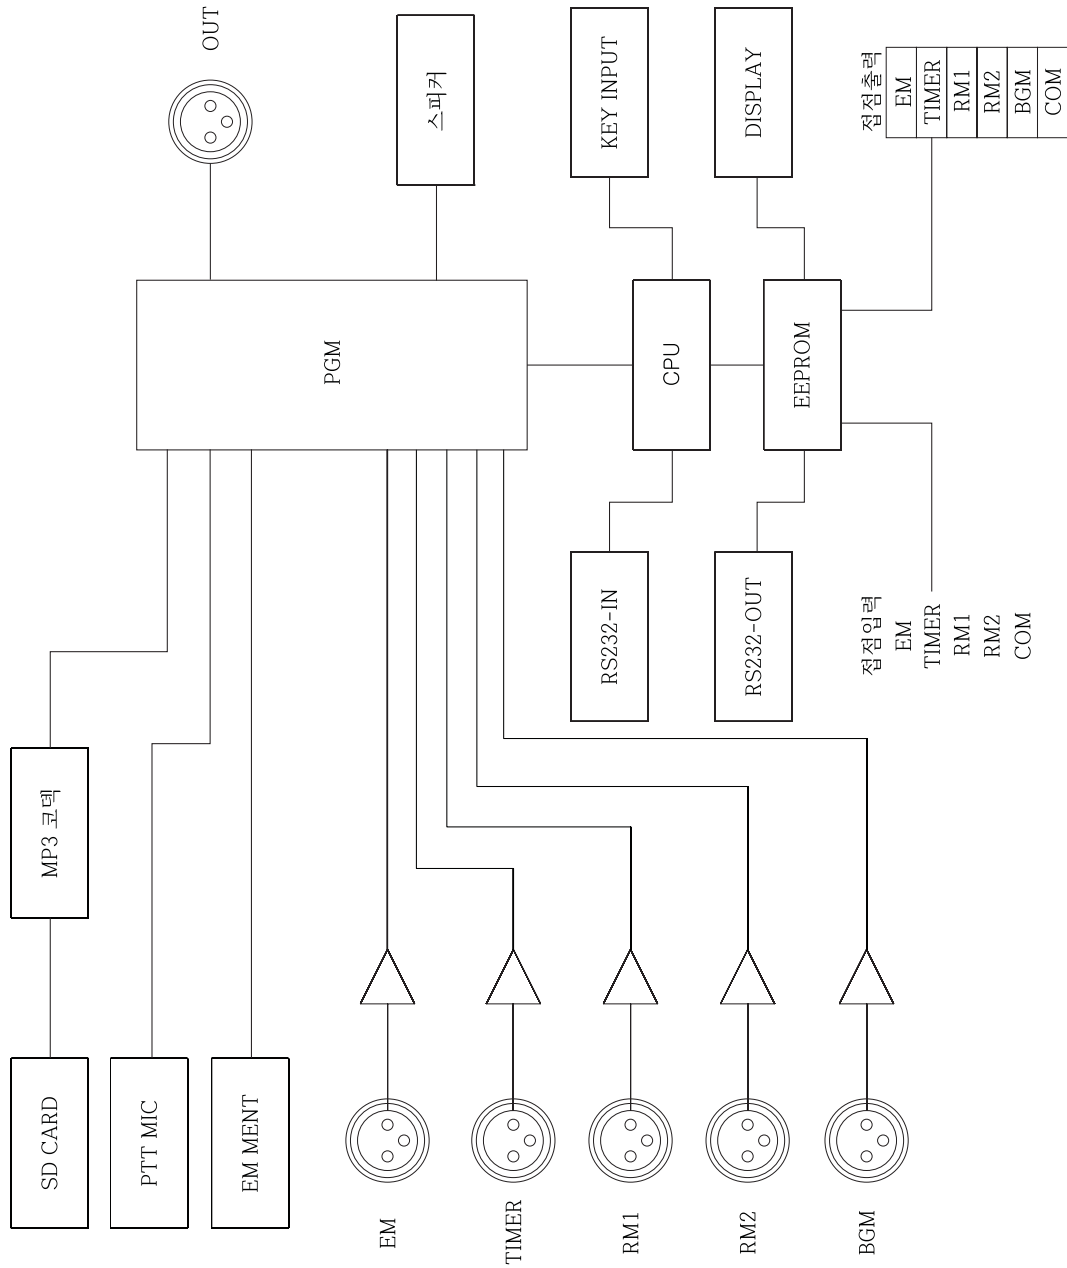 SD CARD
MP3 코덱
PTT MIC
EM MENT
PGM
OUT
스피커
EM
TIMER
RM1
RM2
BGM
RS232-IN
CPU
KEY INPUT
RS232-OUT
EEPROM
DISPLAY
접점입력
EM
TIMER
RM1
RM2
COM
접점출력
EM
TIMER
RM1
RM2
BGM
COM